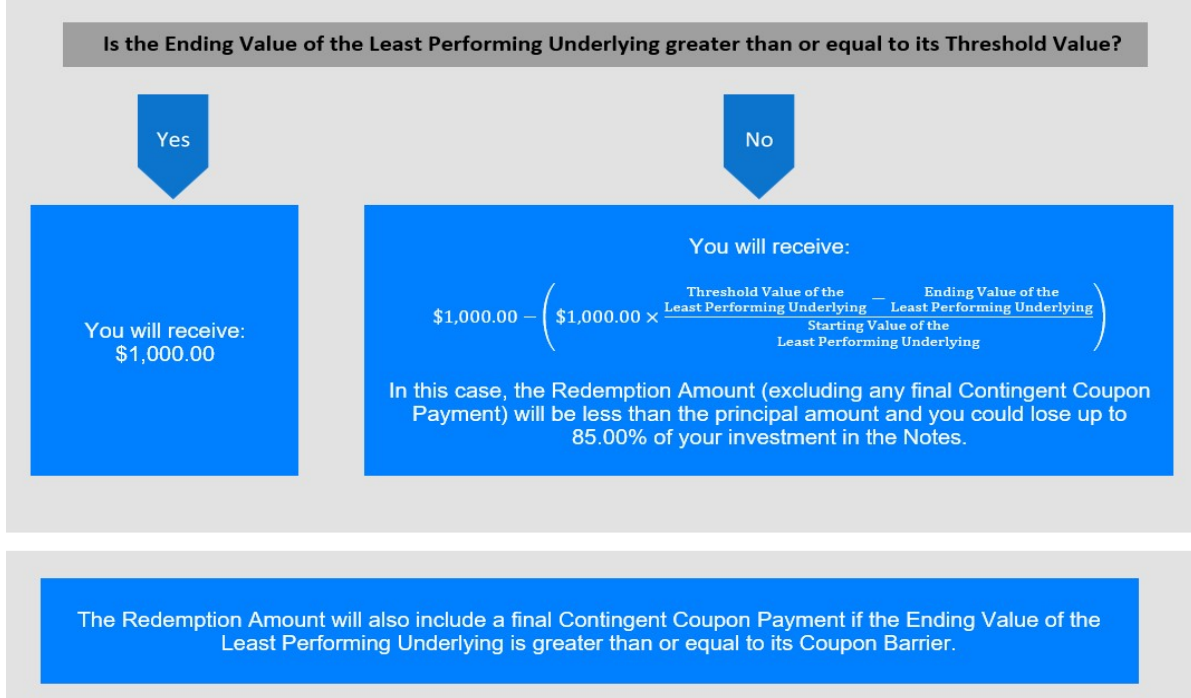 Is the Ending Value of the Least Performing Underlying greater than or equal to its Threshold Value?
Yes
No
You will receive:
$1,000.00
You will receive:
$1,000.00 − ($1,000.00 × (Threshold Value of the Least Performing Underlying − Ending Value of the Least Performing Underlying) / Starting Value of the Least Performing Underlying)
In this case, the Redemption Amount (excluding any final Contingent Coupon
Payment) will be less than the principal amount and you could lose up to
85.00% of your investment in the Notes.
The Redemption Amount will also include a final Contingent Coupon Payment if the Ending Value of the
Least Performing Underlying is greater than or equal to its Coupon Barrier.